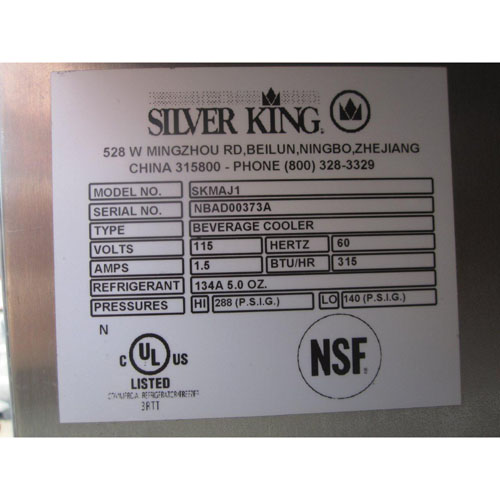 SILVER KING®
528 W MINGZHOU RD,BEILUN,NINGBO,ZHEJIANG
CHINA 315800 - PHONE (800) 328-3329
MODEL NO. SKMAJ1
SERIAL NO. NBAD00373A
TYPE BEVERAGE COOLER
VOLTS 115 HERTZ 60
AMPS 1.5 BTU/HR 315
REFRIGERANT 134A 5.0 OZ.
PRESSURES HI 288 (P.S.I.G.) LO 140 (P.S.I.G.)
N
C UL US
LISTED
NSF®